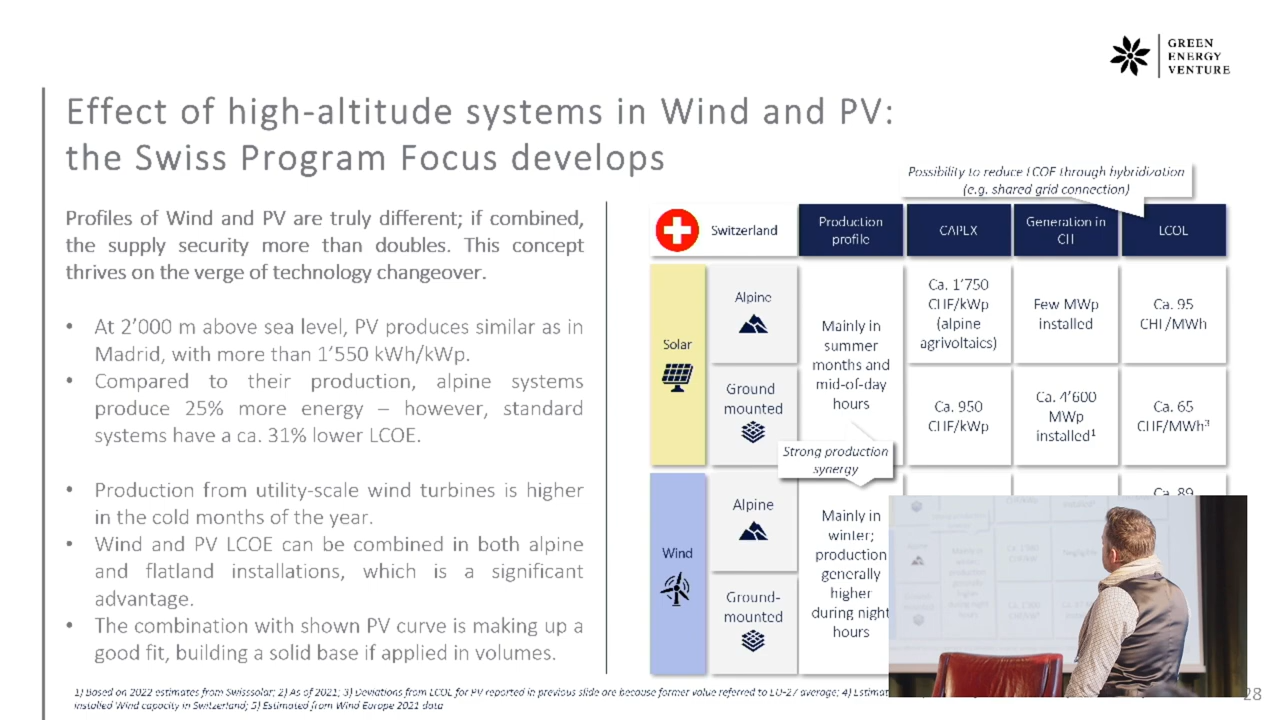 GREEN
ENERGY
VENTURE
Effect of high-altitude systems in Wind and PV:
the Swiss Program Focus develops
Profiles of Wind and PV are truly different; if combined,
the supply security more than doubles. This concept
thrives on the verge of technology changeover.
• At 2’000 m above sea level, PV produces similar as in
Madrid, with more than 1’550 kWh/kWp.
• Compared to their production, alpine systems
produce 25% more energy – however, standard
systems have a ca. 31% lower LCOE.
• Production from utility-scale wind turbines is higher
in the cold months of the year.
• Wind and PV LCOE can be combined in both alpine
and flatland installations, which is a significant
advantage.
• The combination with shown PV curve is making up a
good fit, building a solid base if applied in volumes.
Possibility to reduce LCOE through hybridization
(e.g. shared grid connection)
Switzerland
Production
profile
CAPEX
Generation in
CH
LCOE
Solar
Alpine
Mainly in
summer
months and
mid-of-day
hours
Ca. 1’750
CHF/kWp
(alpine
agrivoltaics)
Few MWp
installed
Ca. 95
CHF/MWh
Ground
mounted
Ca. 950
CHF/kWp
Ca. 4’600
MWp
installed¹
Ca. 65
CHF/MWh³
Strong production
synergy
Wind
Alpine
Mainly in
winter;
production
generally
higher
during night
hours
Ca. 89
Ground-
mounted
1) Based on 2022 estimates from Swisssolar; 2) As of 2021; 3) Deviations from LCOE for PV reported in previous slide are because former value referred to EU-27 average; 4)
installed Wind capacity in Switzerland; 5) Estimated from Wind Europe 2021 data
28